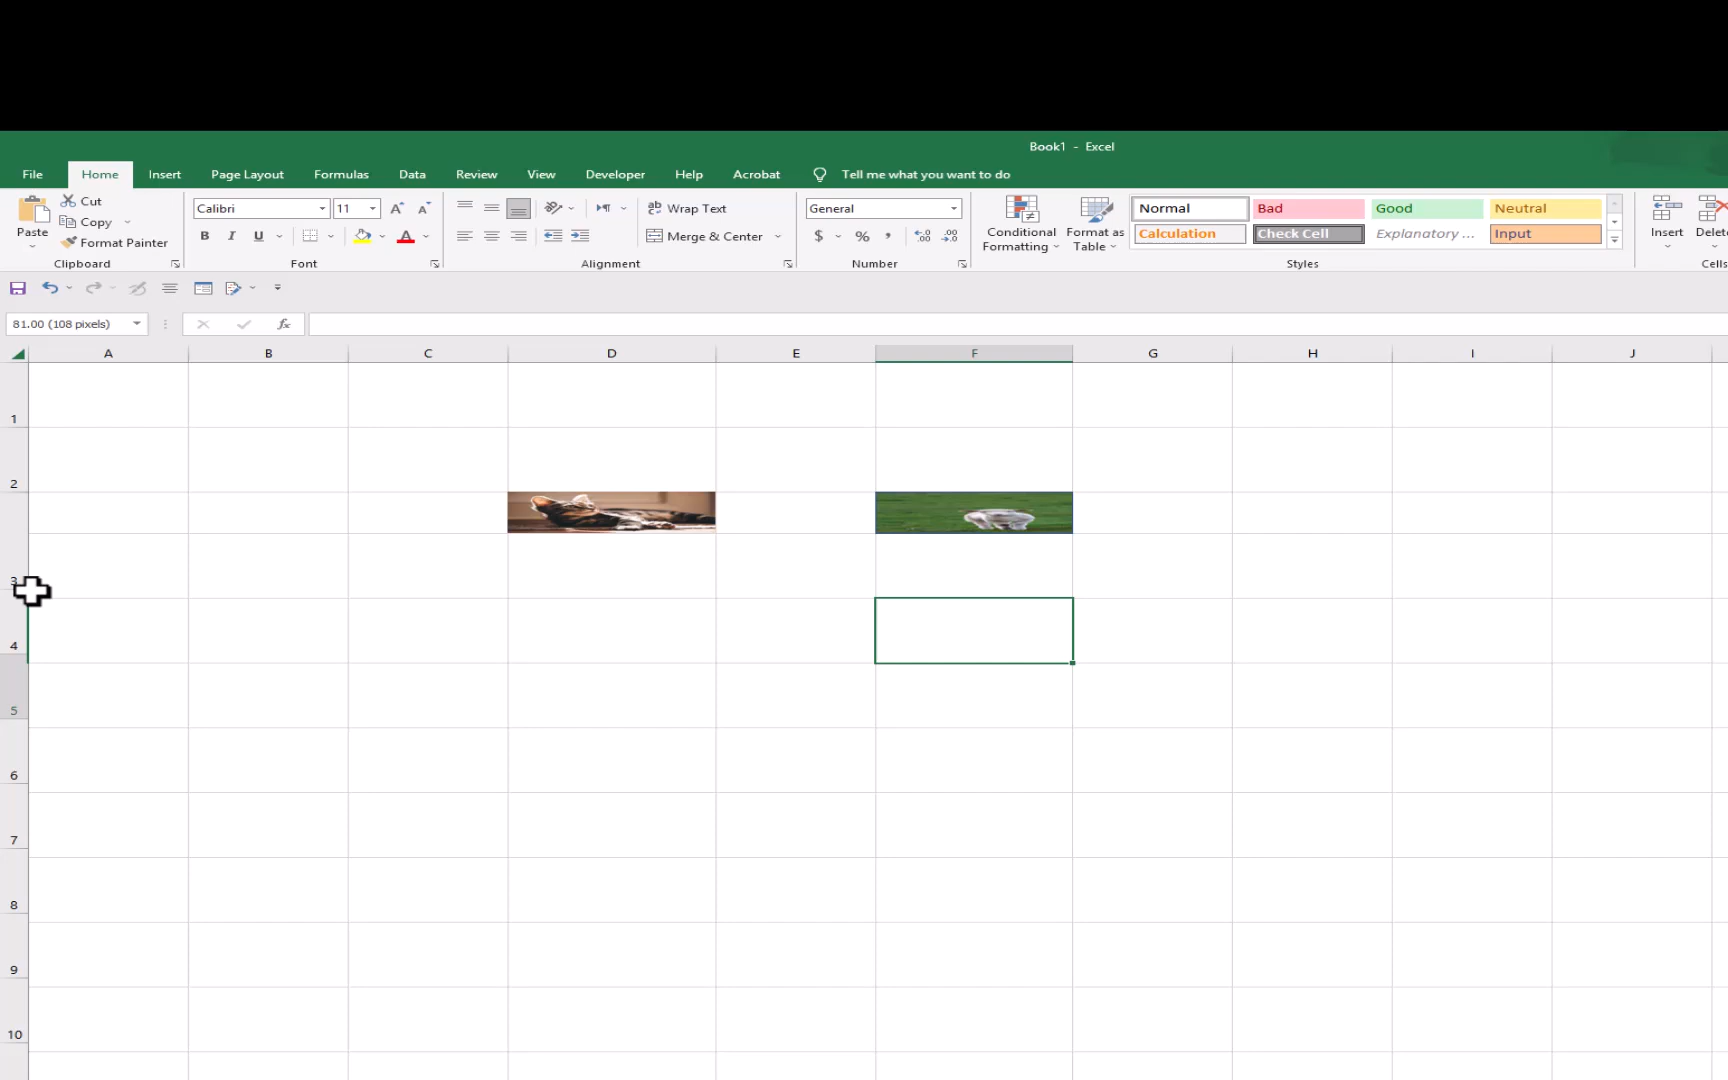 Book1 - Excel
File Home Insert Page Layout Formulas Data Review View Developer Help Acrobat Tell me what you want to do
Paste
Cut
Copy
Format Painter
Clipboard
Calibri 11
B I U A
Font
Wrap Text
Merge & Center
Alignment
General
$ % ,
Number
Conditional Formatting
Format as Table
Normal Bad Good Neutral
Calculation Check Cell Explanatory ... Input
Styles
Insert
Delete
Cells
81.00 (108 pixels) fx
A B C D E F G H I J
1
2
3
4
5
6
7
8
9
10